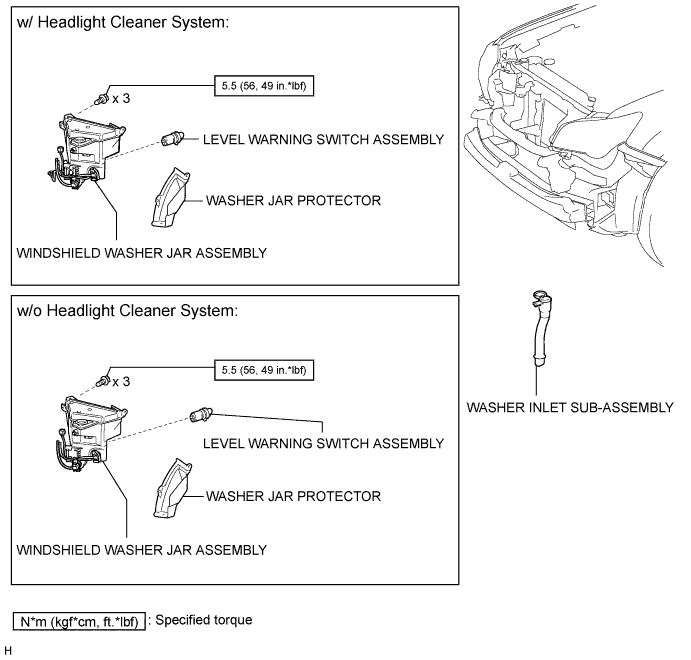 w/ Headlight Cleaner System:
5.5 (56, 49 in.*lbf)
x 3
LEVEL WARNING SWITCH ASSEMBLY
WASHER JAR PROTECTOR
WINDSHIELD WASHER JAR ASSEMBLY
w/o Headlight Cleaner System:
5.5 (56, 49 in.*lbf)
x 3
WASHER INLET SUB-ASSEMBLY
LEVEL WARNING SWITCH ASSEMBLY
WASHER JAR PROTECTOR
WINDSHIELD WASHER JAR ASSEMBLY
N*m (kgf*cm, ft.*lbf) : Specified torque
H